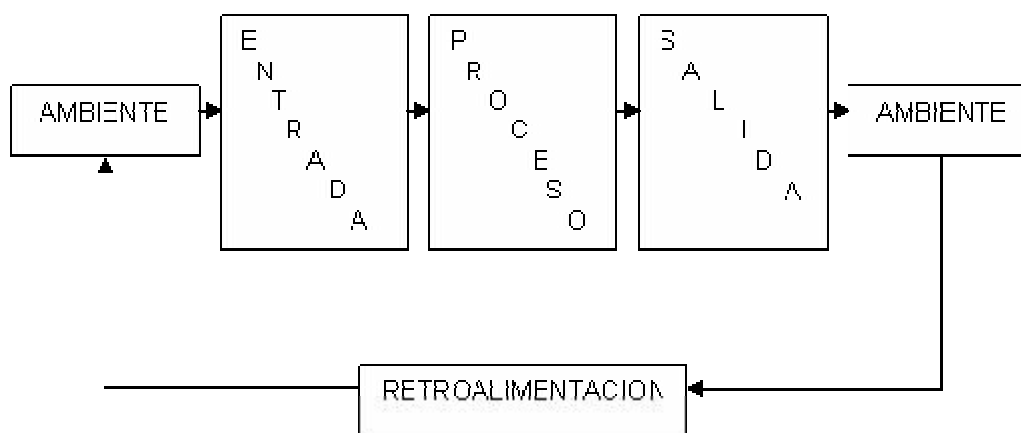 AMBIENTE
ENTRADA
PROCESO
SALIDA
AMBIENTE
RETROALIMENTACION